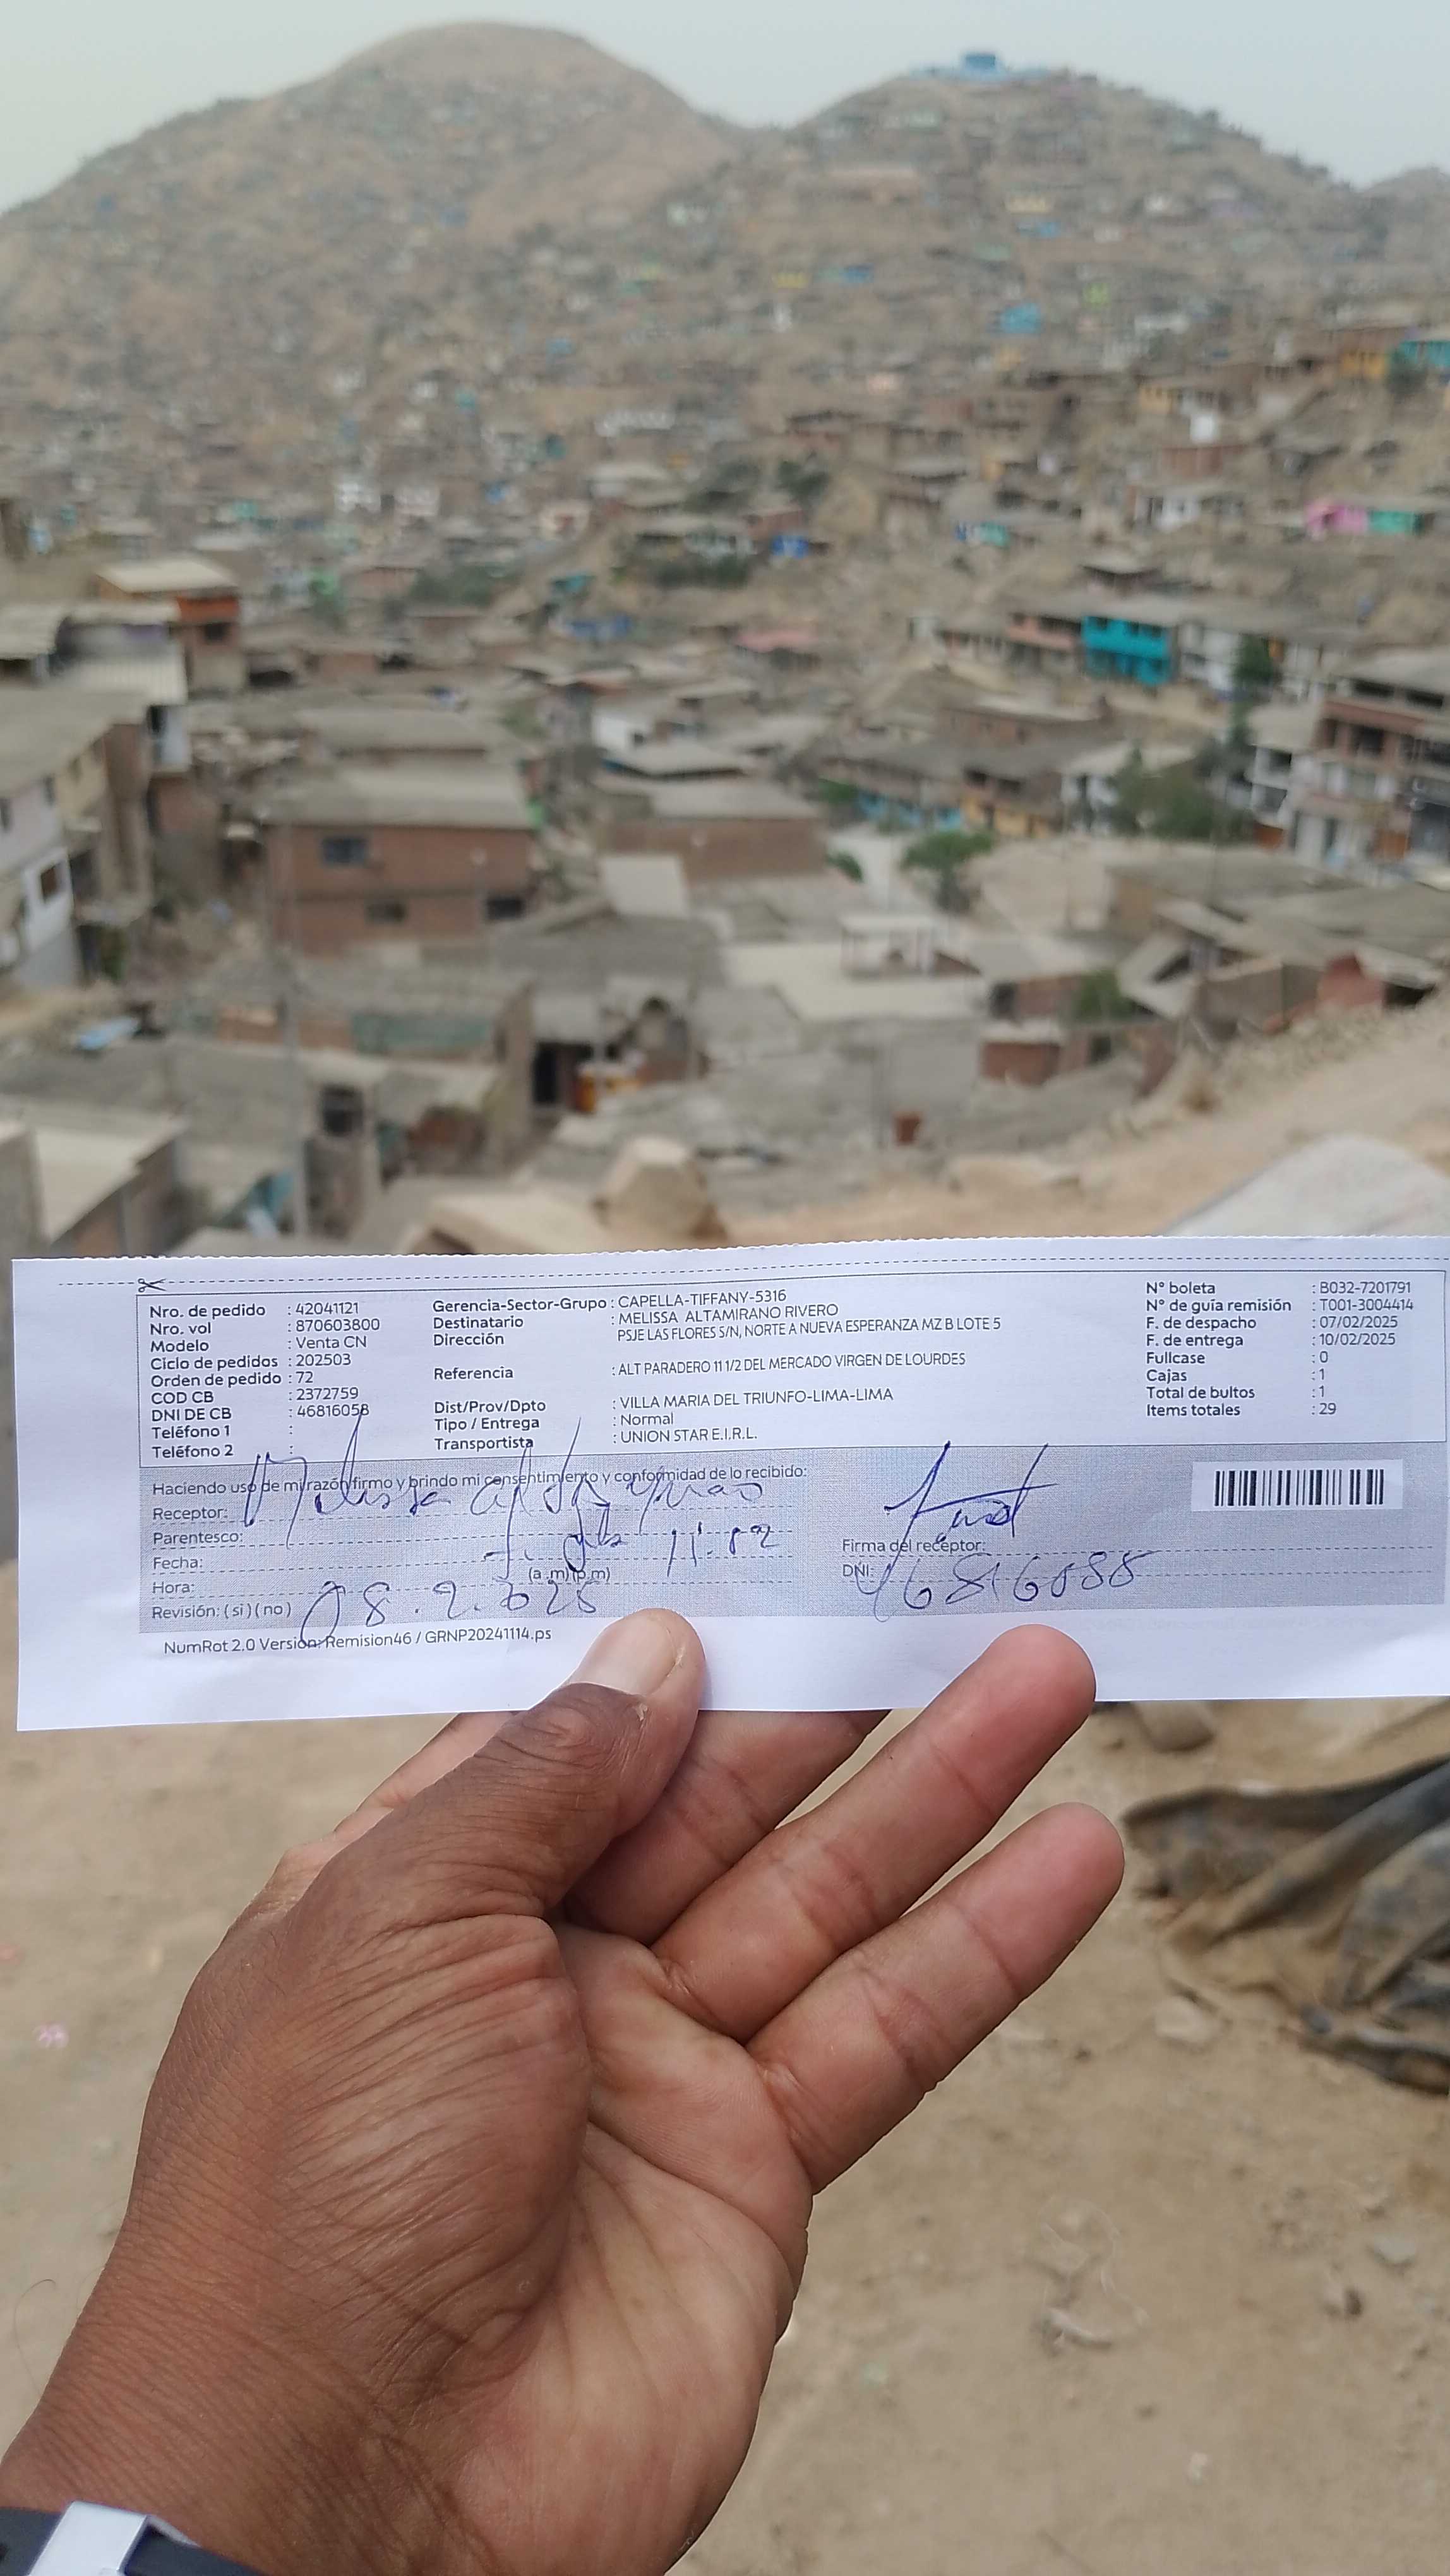 Nro. de pedido : 42041121
Nro. vol : 870603800
Modelo : Venta CN
Ciclo de pedidos : 202503
Orden de pedido : 72
COD CB : 2372759
DNI DE CB : 46816058
Teléfono 1 :
Teléfono 2 :
Gerencia-Sector-Grupo : CAPELLA-TIFFANY-5316
Destinatario : MELISSA ALTAMIRANO RIVERO
Dirección PSJE LAS FLORES S/N, NORTE A NUEVA ESPERANZA MZ B LOTE 5
Referencia : ALT PARADERO 11 1/2 DEL MERCADO VIRGEN DE LOURDES
Dist/Prov/Dpto : VILLA MARIA DEL TRIUNFO-LIMA-LIMA
Tipo / Entrega : Normal
Transportista : UNION STAR E.I.R.L.
N° boleta : B032-7201791
N° de guía remisión : T001-3004414
F. de despacho : 07/02/2025
F. de entrega : 10/02/2025
Fullcase : 0
Cajas : 1
Total de bultos : 1
Items totales : 29
Haciendo uso de mi razón firmo y brindo mi consentimiento y conformidad de lo recibido:
Receptor: Melissa
Parentesco:
Fecha:
(a.m)(p.m)
Hora:
Revisión: (si) (no)
Firma del receptor:
DNI:
NumRot 2.0 Version: Remision46 / GRNP20241114.ps